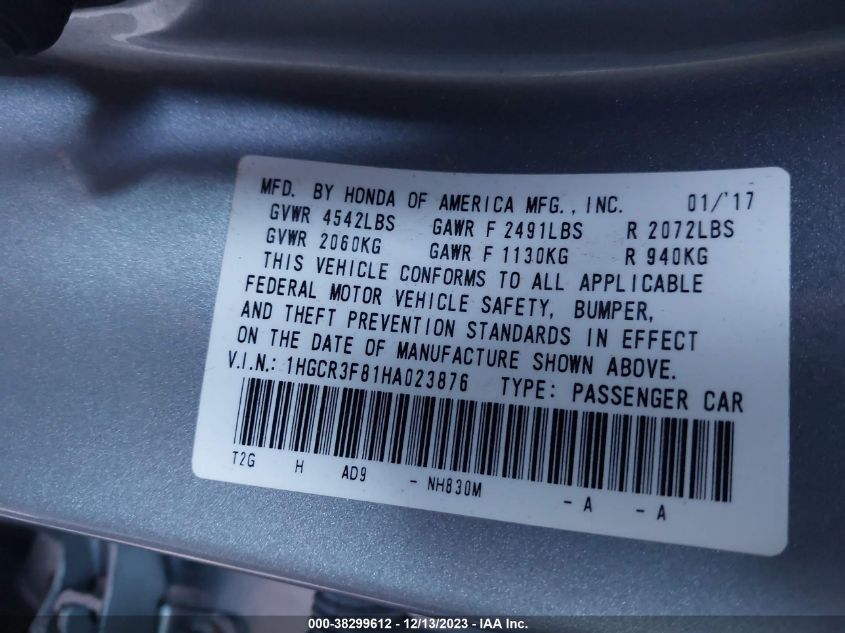 MFD. BY HONDA OF AMERICA MFG., INC. 01/'17
GVWR 4542LBS GAWR F 2491LBS R 2072LBS
GVWR 2060KG GAWR F 1130KG R 940KG
THIS VEHICLE CONFORMS TO ALL APPLICABLE
FEDERAL MOTOR VEHICLE SAFETY, BUMPER,
AND THEFT PREVENTION STANDARDS IN EFFECT
ON THE DATE OF MANUFACTURE SHOWN ABOVE.
V.I.N.: 1HGCR3F81HA023876 TYPE: PASSENGER CAR
T2G H AD9 - NH830M - A - A
000-38299612 - 12/13/2023 - IAA Inc.